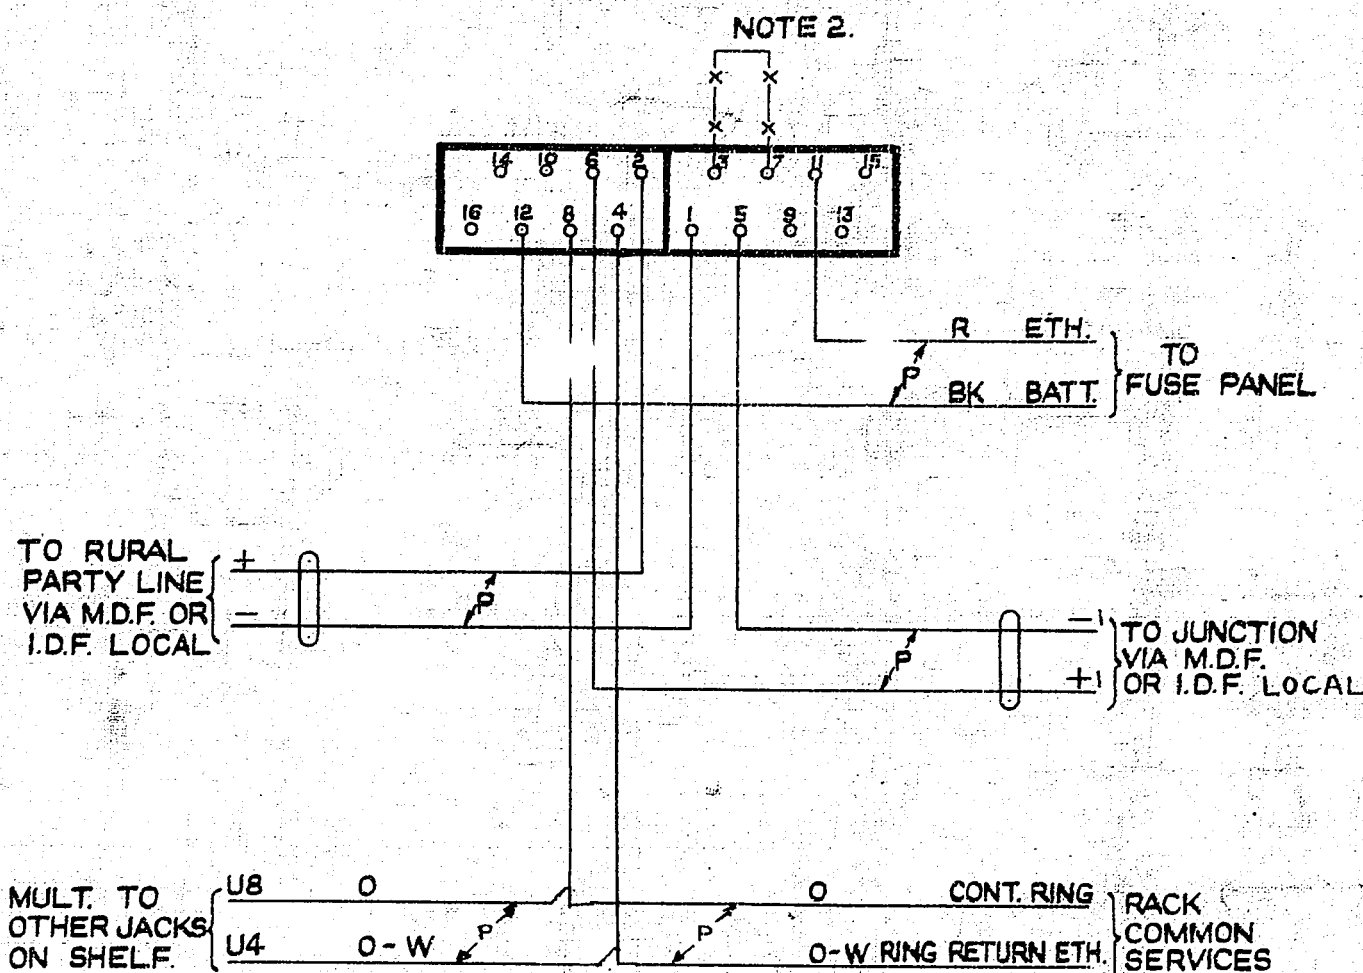 NOTE 2.
x x
x x
14 10 6 2 3 7 11 15
16 12 8 4 1 5 9 13
R ETH.
P
BK BATT.
TO
FUSE PANEL
TO RURAL
PARTY LINE
VIA M.D.F. OR
I.D.F. LOCAL
+
P
-
-1
P
+1
TO JUNCTION
VIA M.D.F.
OR I.D.F. LOCAL
MULT. TO
OTHER JACKS
ON SHELF.
U8 O
P
U4 O-W
O CONT. RING
P
O-W RING RETURN ETH.
RACK
COMMON
SERVICES